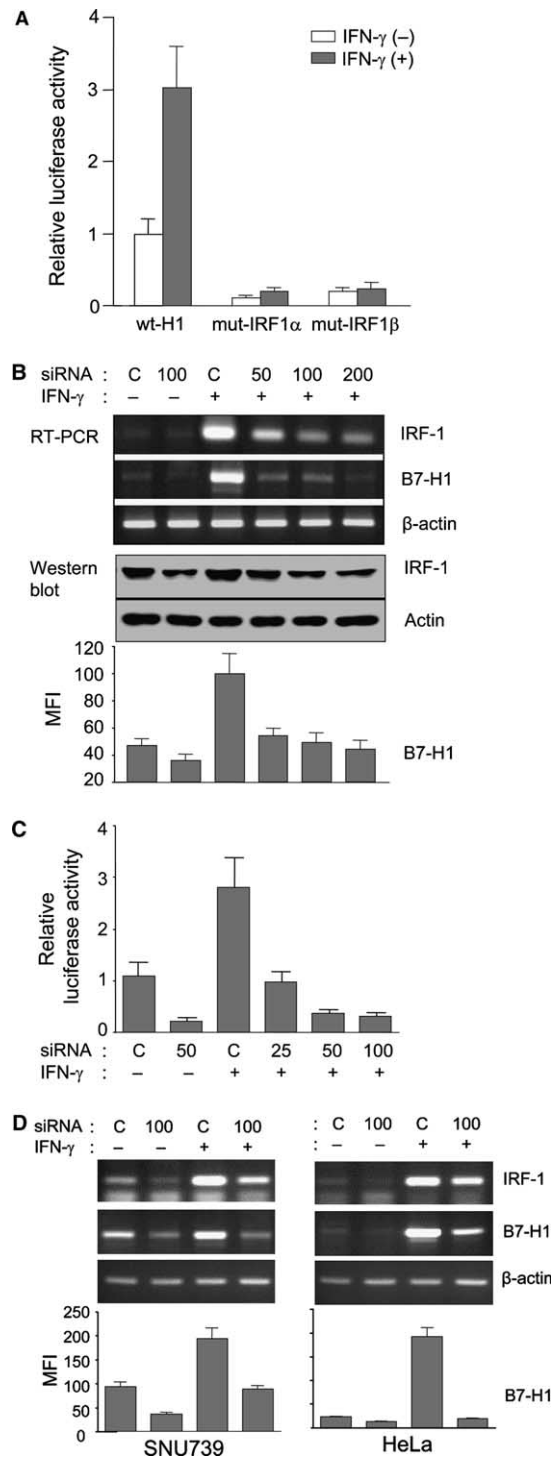 A
4
3
2
1
0
Relative luciferase activity
IFN-γ (–)
IFN-γ (+)
wt-H1 mut-IRF1α mut-IRF1β
B
siRNA : C 100 C 50 100 200
IFN-γ : – – + + + +
RT-PCR
IRF-1
B7-H1
β-actin
Western
blot
IRF-1
Actin
120
100
80
60
40
20
MFI
B7-H1
C
4
3
2
1
0
Relative
luciferase activity
siRNA : C 50 C 25 50 100
IFN-γ : – – + + + +
D
siRNA : C 100 C 100 : C 100 C 100
IFN-γ : – – + + : – – + +
IRF-1
B7-H1
β-actin
250
200
150
100
50
0
MFI
B7-H1
SNU739 HeLa